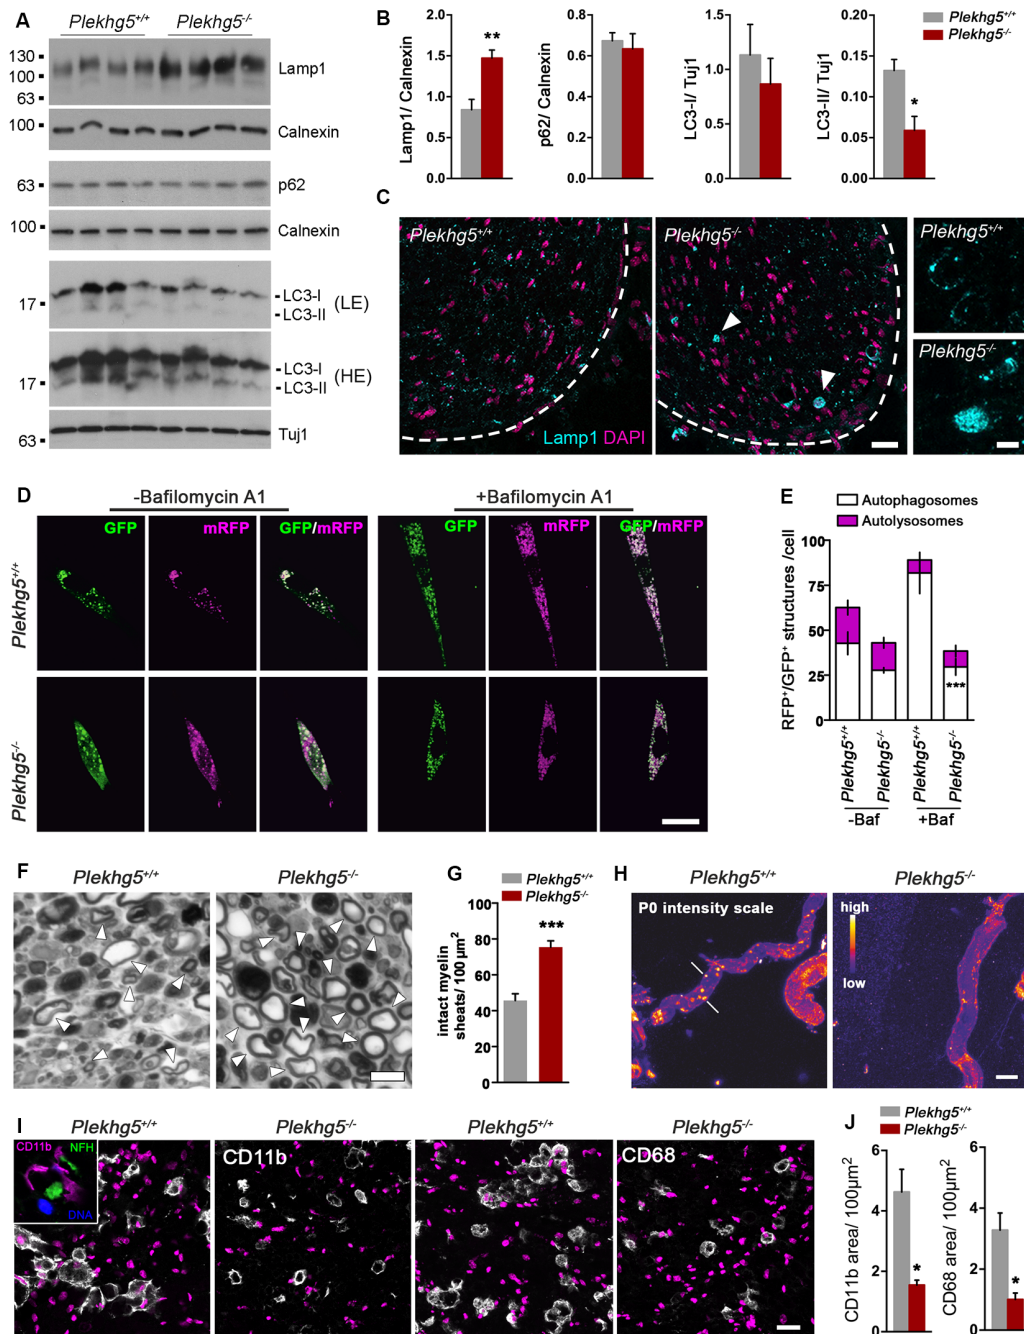 A
Plekhg5+/+ Plekhg5-/-
130
100
63
Lamp1
100
Calnexin
63
p62
100
Calnexin
17
LC3-I
LC3-II
(LE)
17
LC3-I
LC3-II
(HE)
63
Tuj1
B
Plekhg5+/+
Plekhg5-/-
Lamp1/ Calnexin
1.5
1.0
0.5
0.0
**
p62/ Calnexin
0.8
0.6
0.4
0.2
0.0
LC3-I/ Tuj1
1.5
1.0
0.5
0.0
LC3-II/ Tuj1
0.20
0.15
0.10
0.05
0.00
*
C
Plekhg5+/+
Plekhg5-/-
Plekhg5+/+
Plekhg5-/-
Lamp1 DAPI
D
-Bafilomycin A1 +Bafilomycin A1
GFP mRFP GFP/mRFP GFP mRFP GFP/mRFP
Plekhg5+/+
Plekhg5-/-
E
Autophagosomes
Autolysosomes
RFP+/GFP+ structures /cell
100
75
50
25
0
***
Plekhg5+/+
Plekhg5-/-
Plekhg5+/+
Plekhg5-/-
-Baf +Baf
F
Plekhg5+/+ Plekhg5-/-
G
Plekhg5+/+
Plekhg5-/-
intact myelin
sheats/ 100 µm2
100
80
60
40
20
0
***
H
Plekhg5+/+ Plekhg5-/-
P0 intensity scale
high
low
I
Plekhg5+/+ Plekhg5-/- Plekhg5+/+ Plekhg5-/-
CD11b NFH
DNA
CD11b
CD68
J
Plekhg5+/+
Plekhg5-/-
CD11b area/ 100µm2
6
4
2
0
*
CD68 area/ 100µm2
6
4
2
0
*